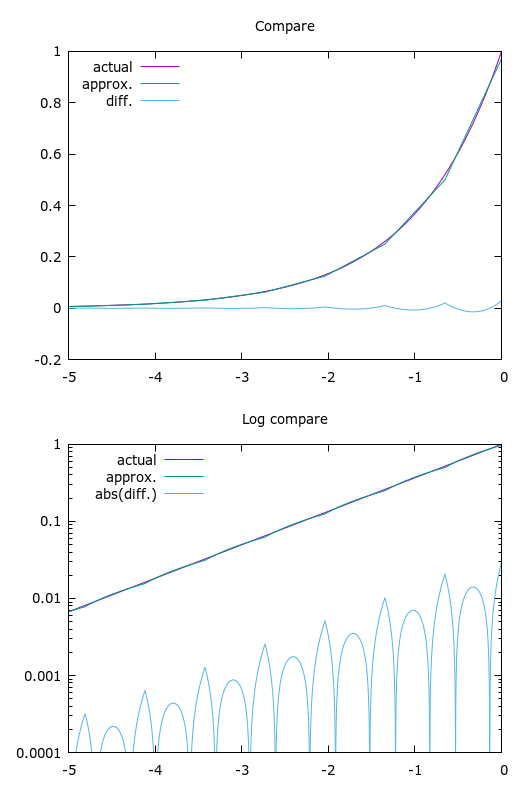 Compare
1
actual
approx.
0.8
diff.
0.6
0.4
0.2
0
-0.2
-5 -4 -3 -2 -1 0
Log compare
1
actual
approx.
abs(diff.)
0.1
0.01
0.001
0.0001
-5 -4 -3 -2 -1 0